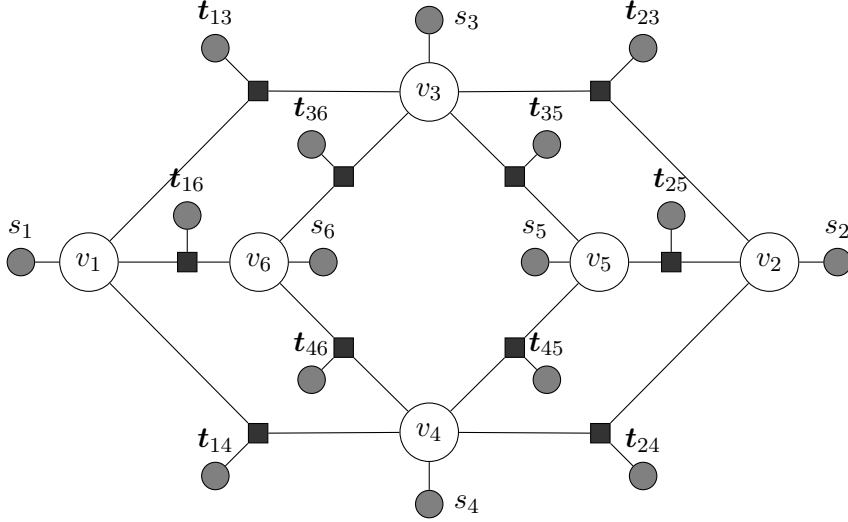 t₁₃ s₃ t₂₃
v₃
t₃₆ t₃₅
t₁₆ t₂₅
s₁ s₆ s₅ s₂
v₁ v₆ v₅ v₂
t₄₆ t₄₅
t₁₄ v₄ t₂₄
s₄